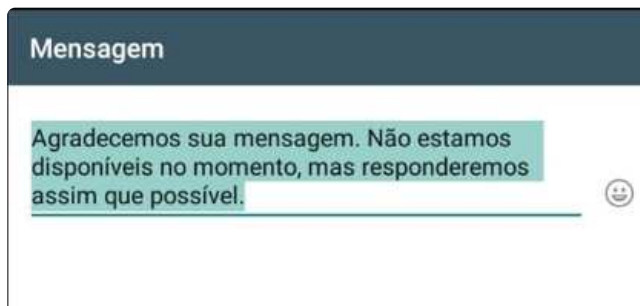 Mensagem
Agradecemos sua mensagem. Não estamos
disponíveis no momento, mas responderemos
assim que possível.